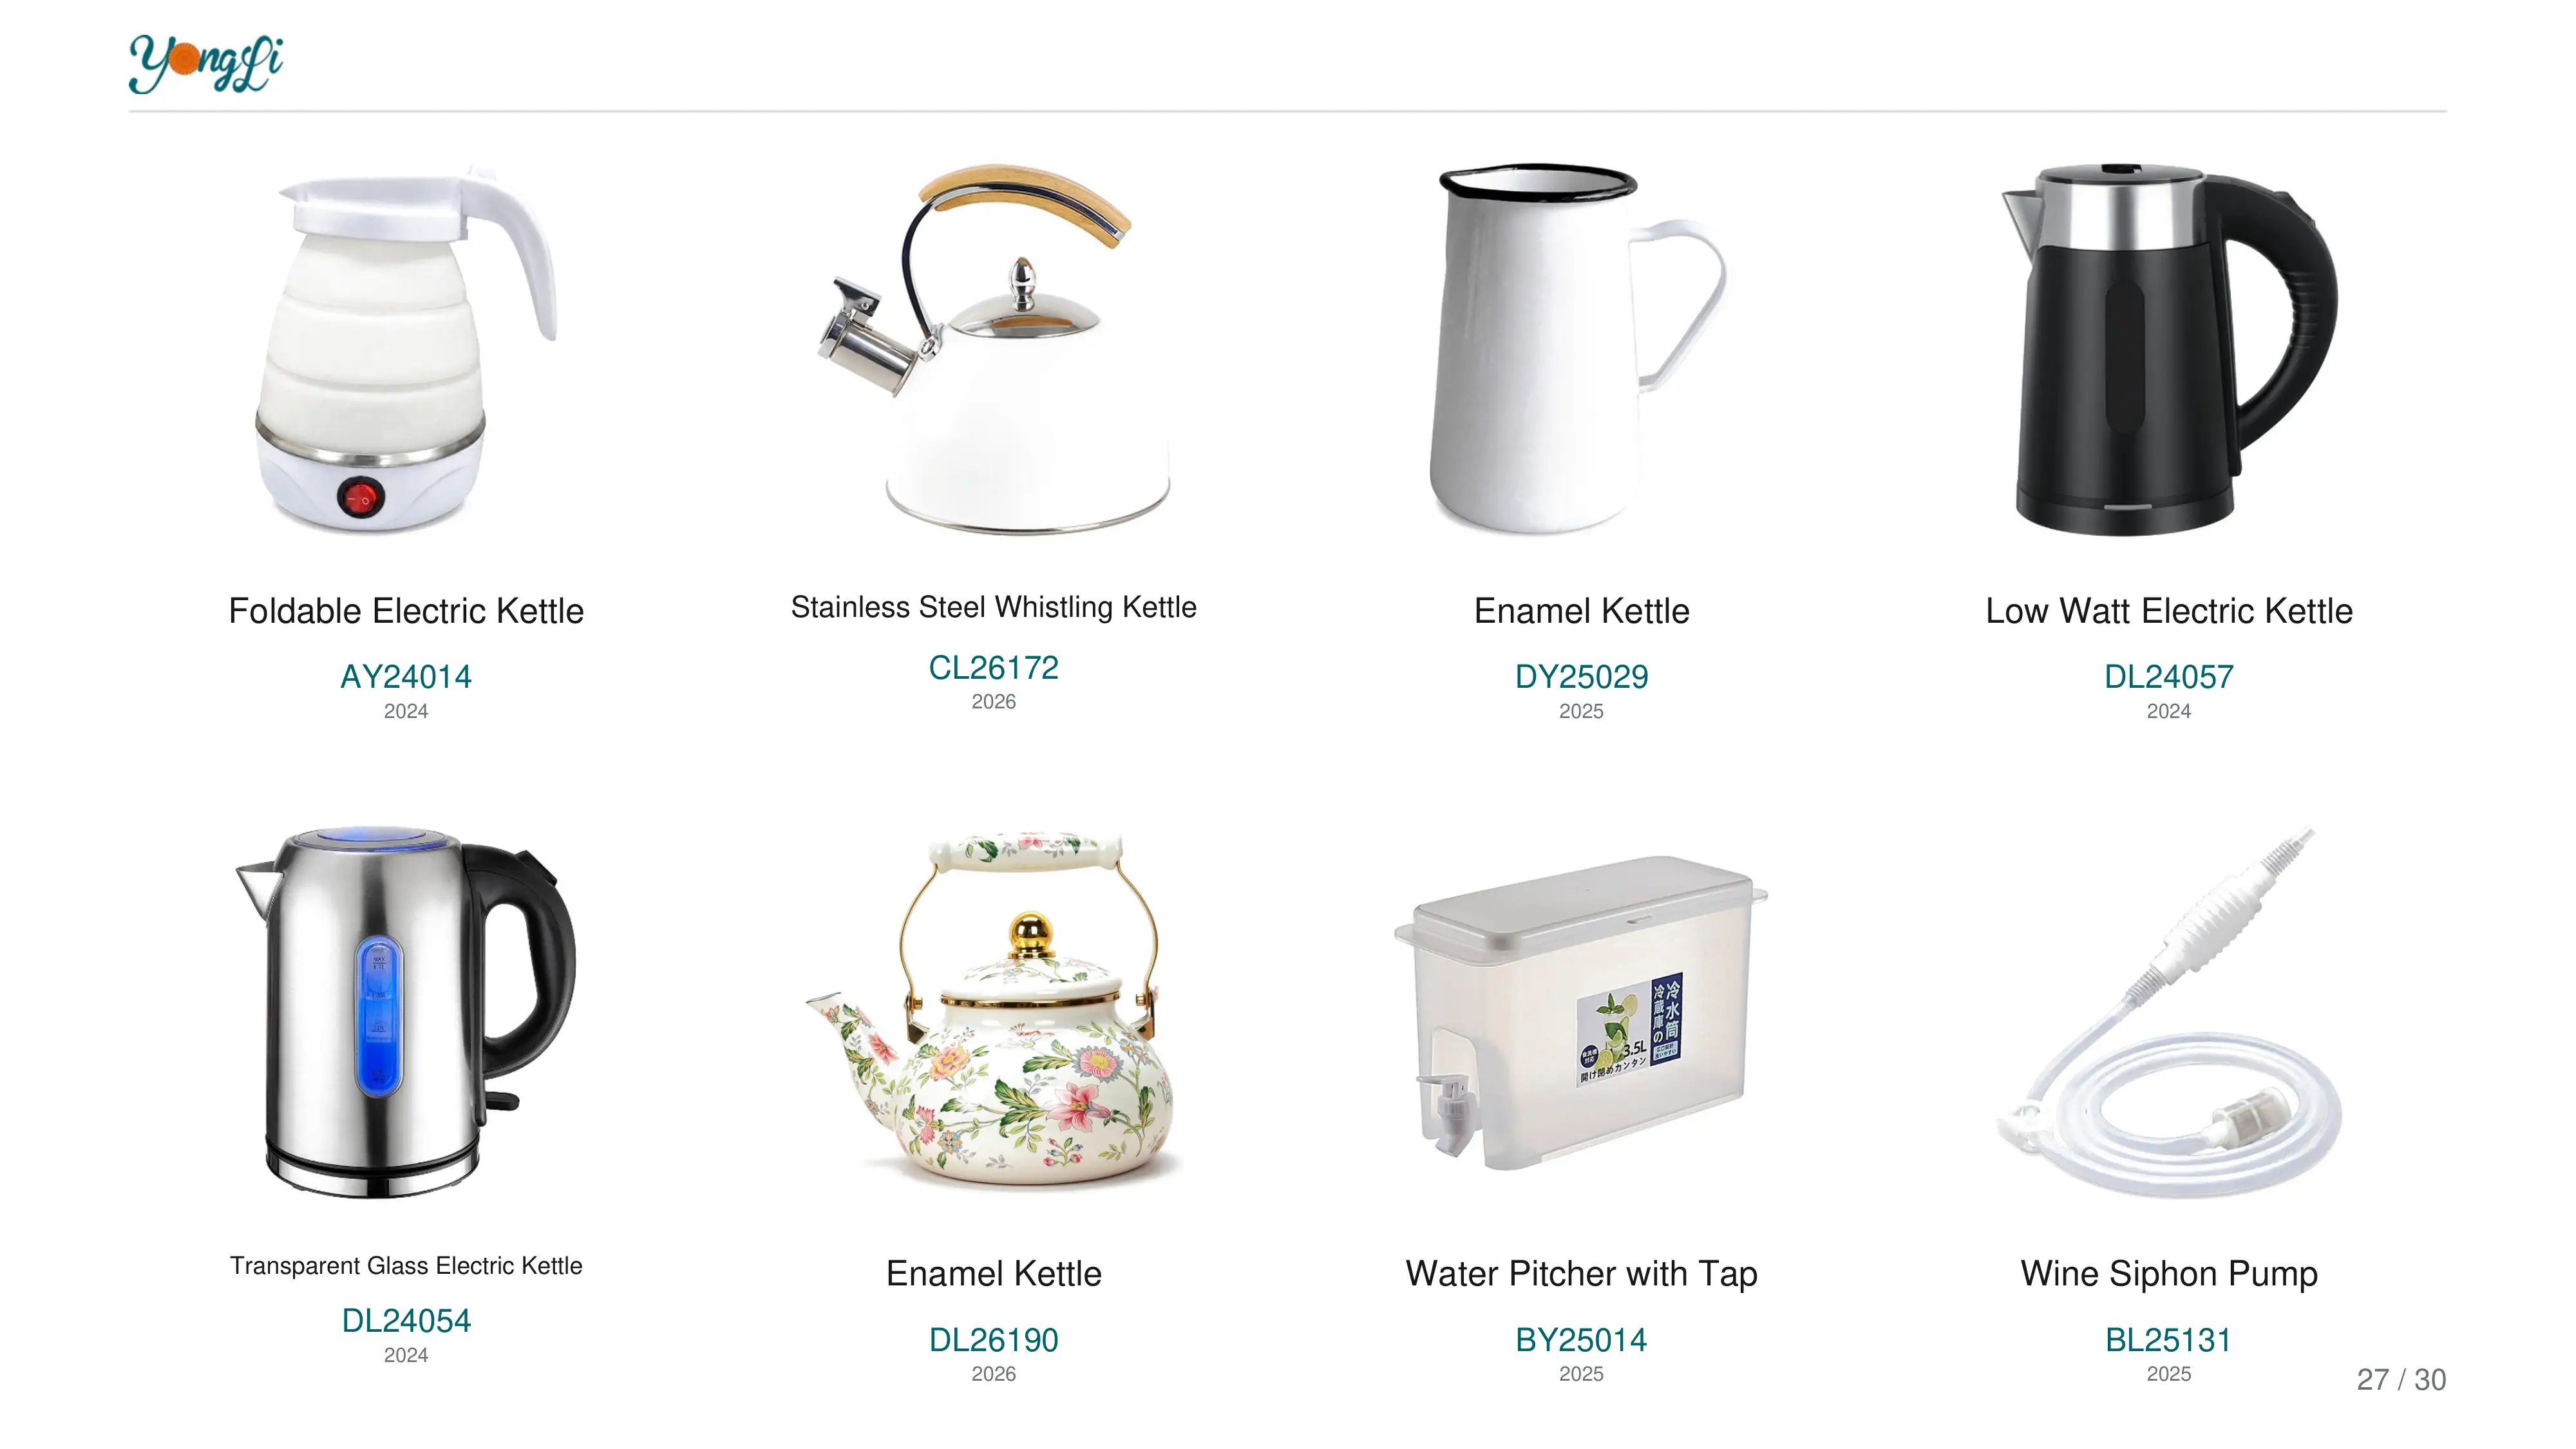 YongLi
Foldable Electric Kettle
AY24014
2024
Stainless Steel Whistling Kettle
CL26172
2026
Enamel Kettle
DY25029
2025
Low Watt Electric Kettle
DL24057
2024
MAX
冷水筒
冷蔵庫の
3.5L
開け閉めカンタン
Transparent Glass Electric Kettle
DL24054
2024
Enamel Kettle
DL26190
2026
Water Pitcher with Tap
BY25014
2025
Wine Siphon Pump
BL25131
2025
27 / 30